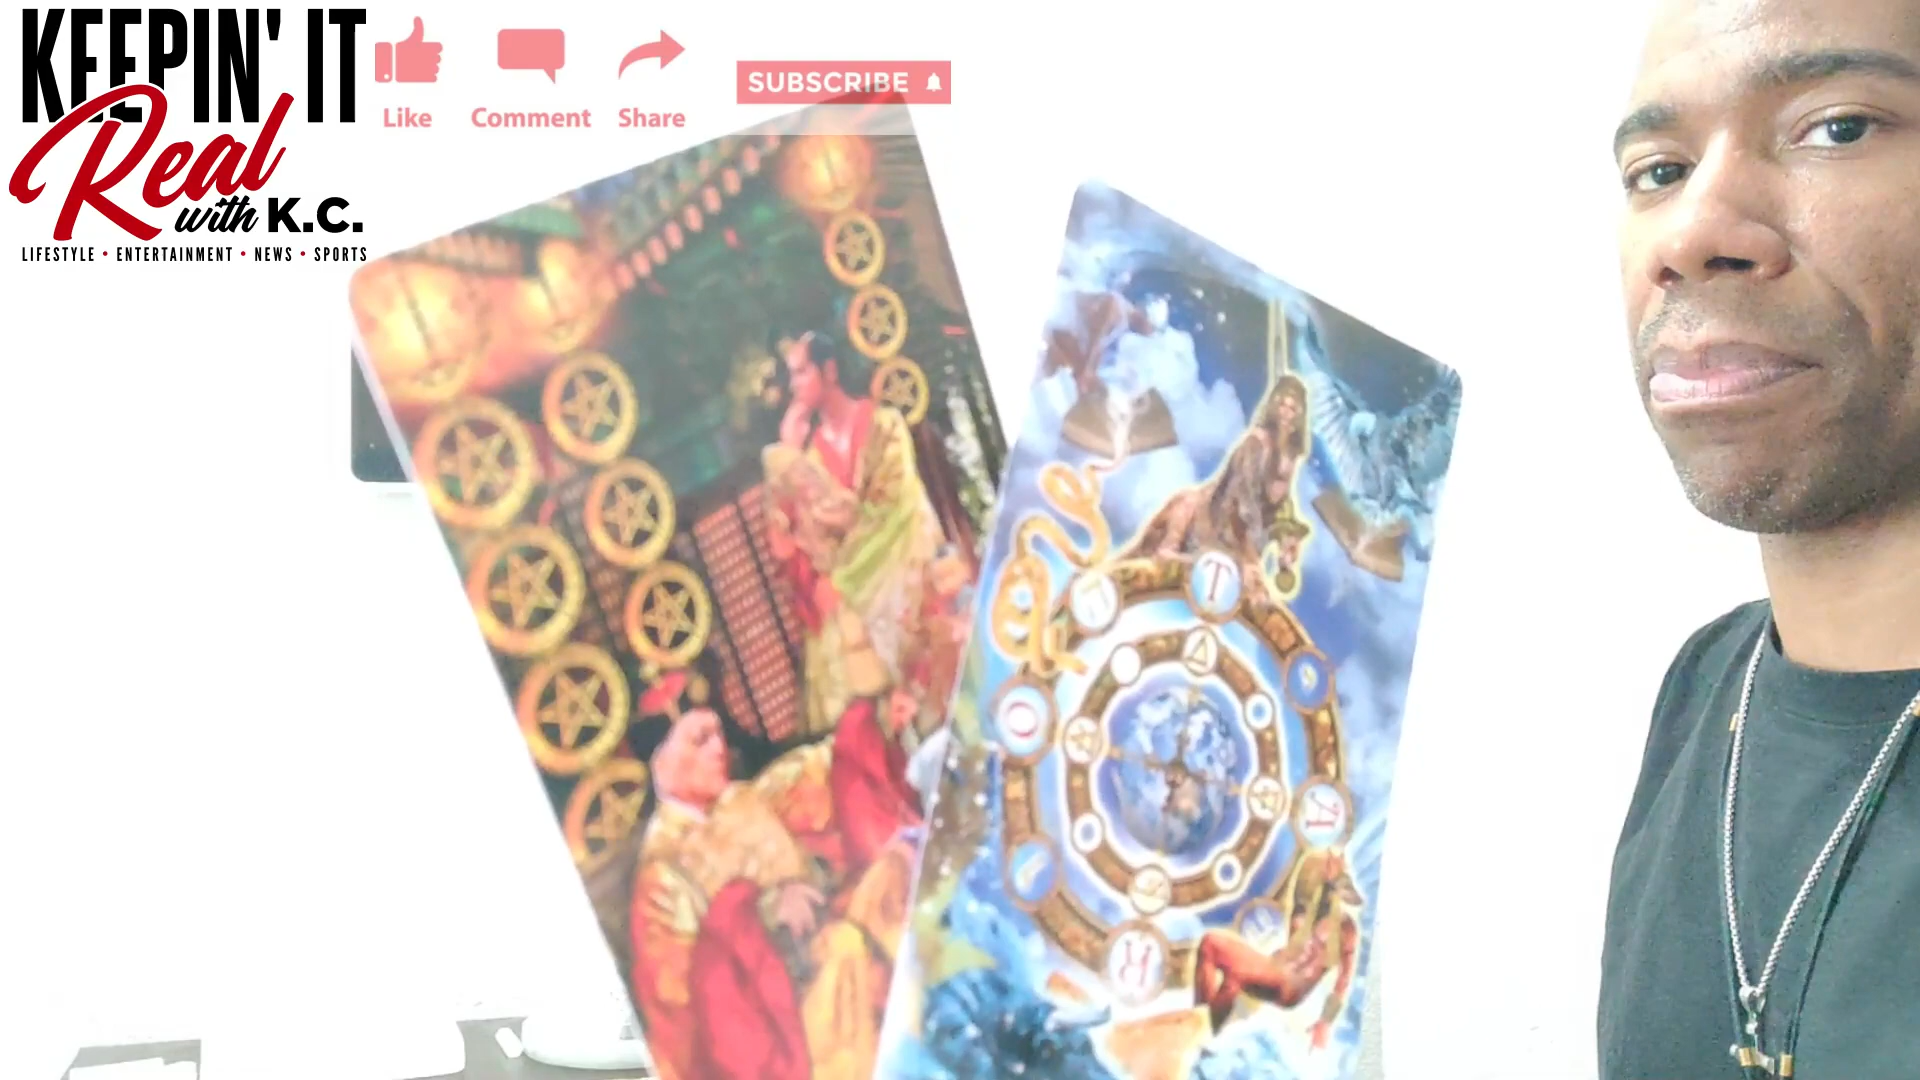 KEEPIN' IT
Real
with K.C.
LIFESTYLE • ENTERTAINMENT • NEWS • SPORTS
Like Comment Share
SUBSCRIBE
T
A
R
O